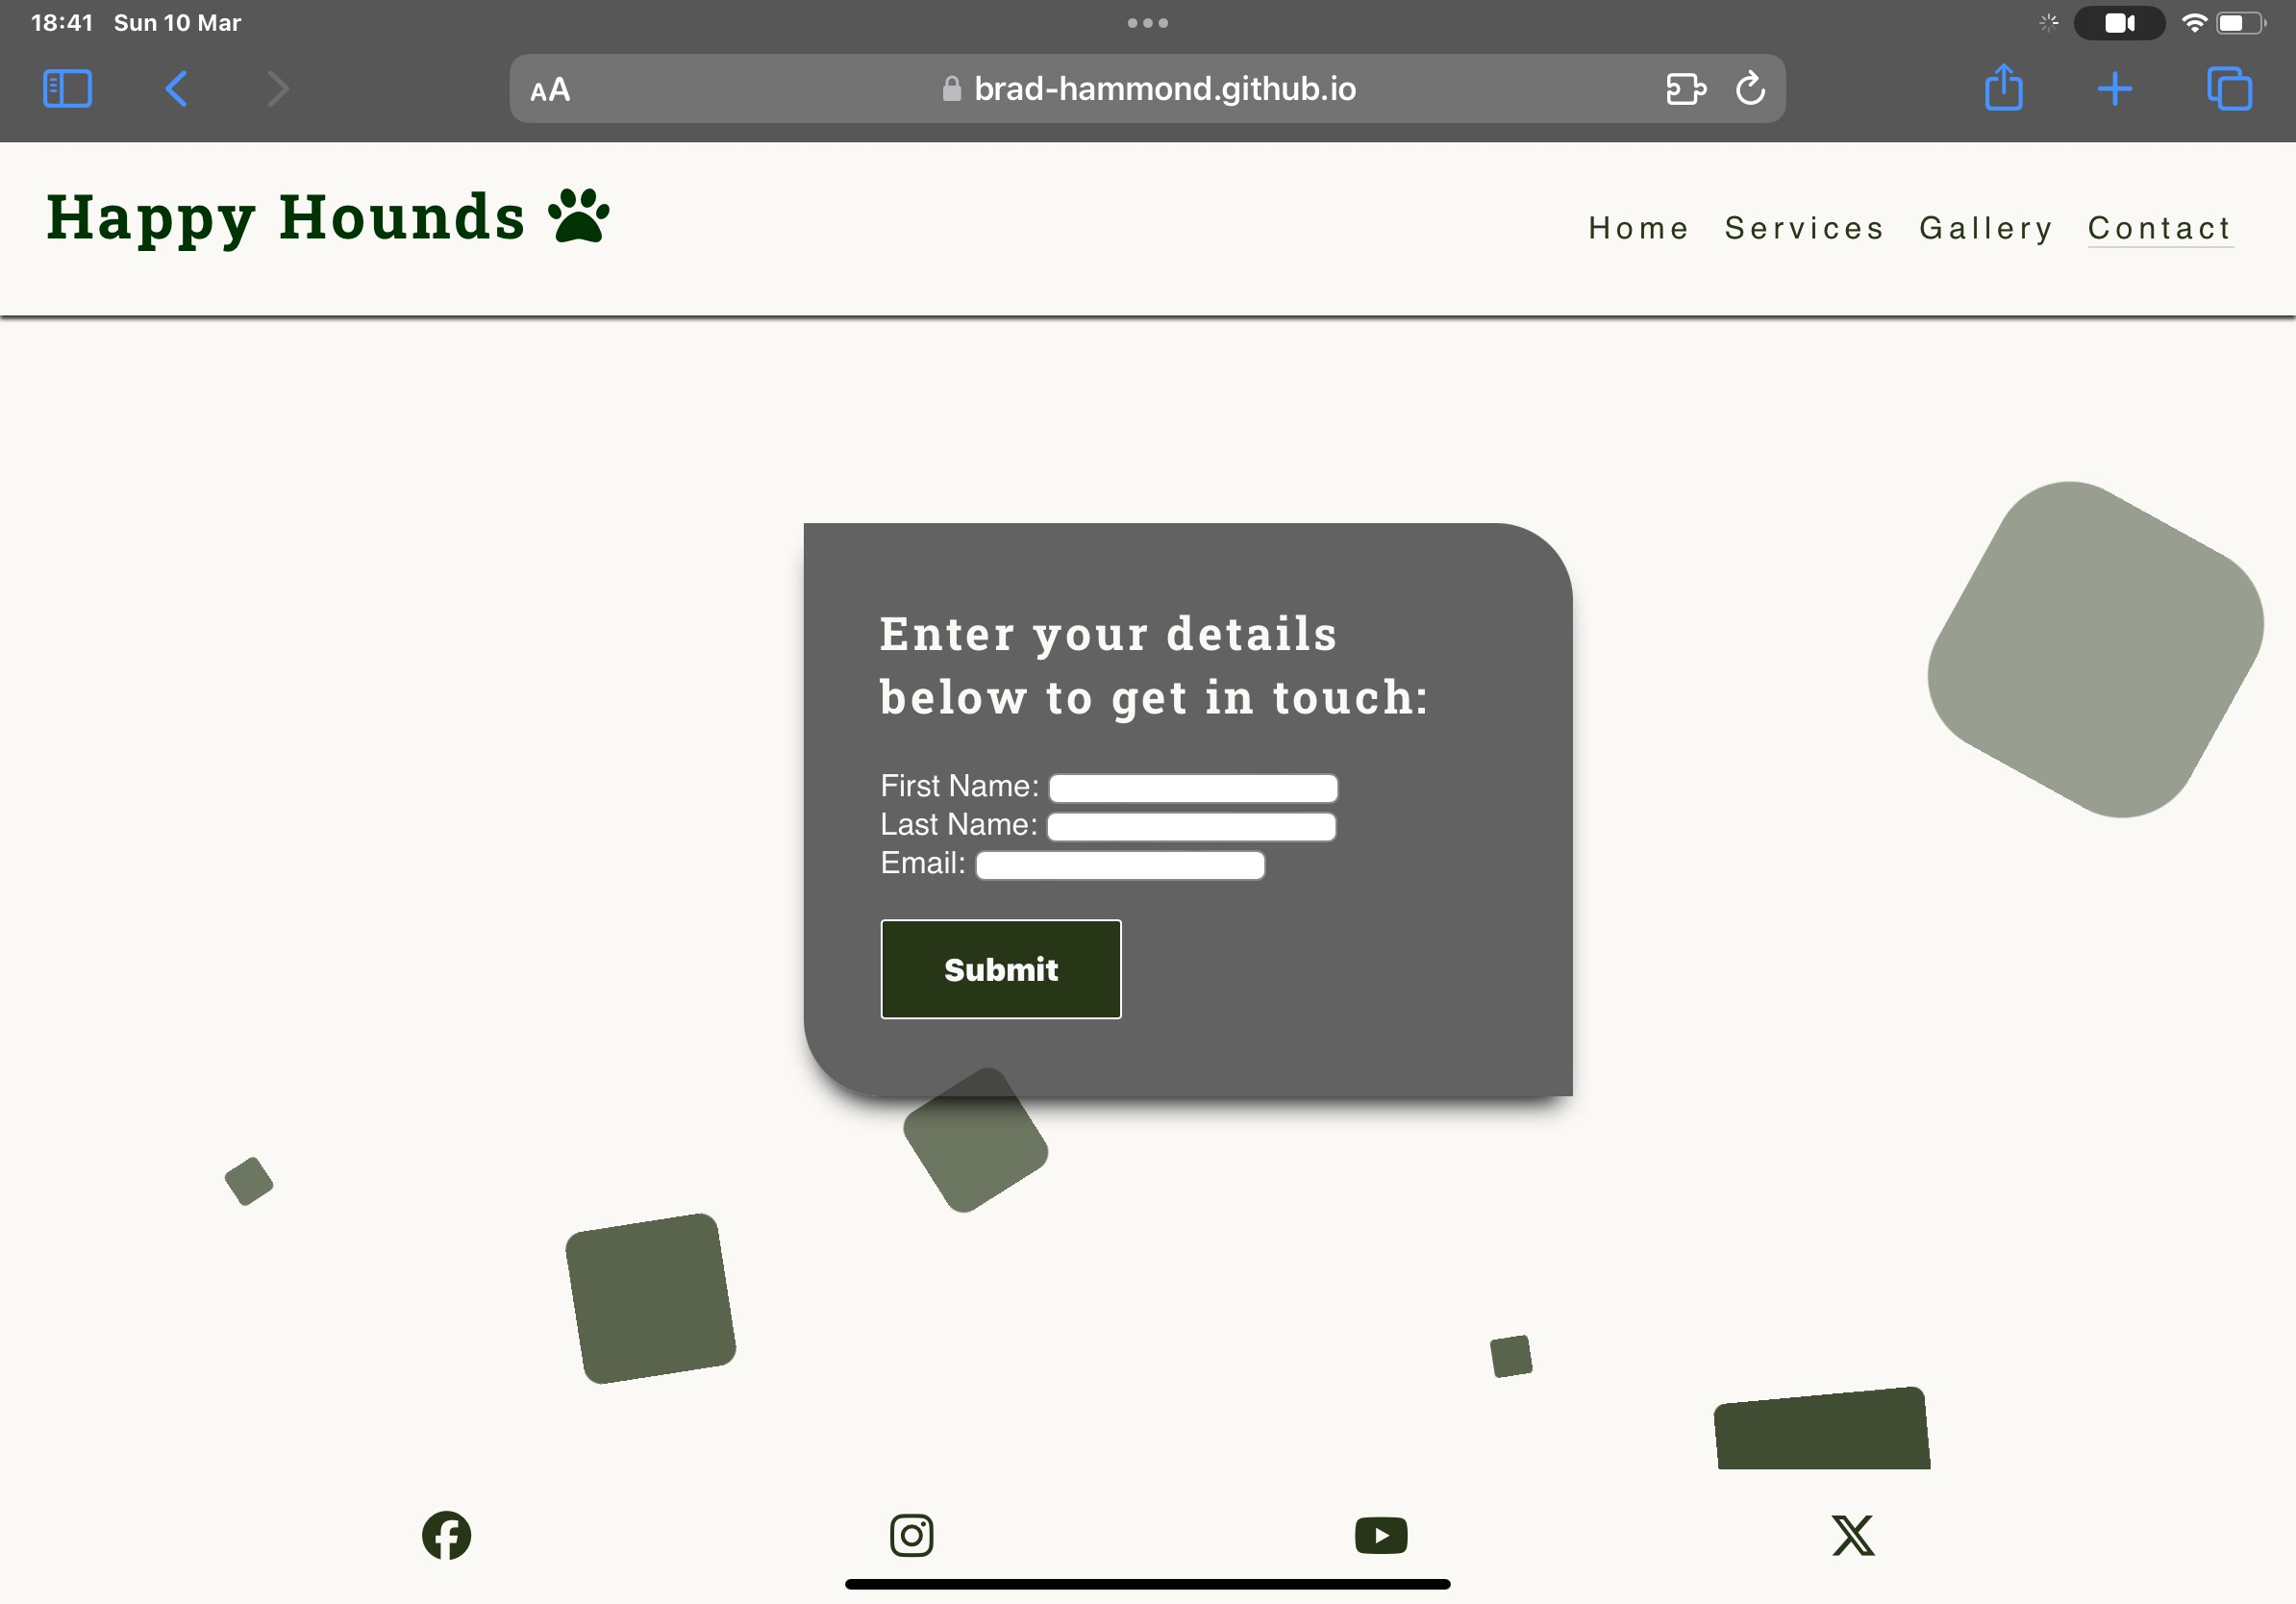 18:41 Sun 10 Mar
AA brad-hammond.github.io
Happy Hounds
Home Services Gallery Contact
Enter your details
below to get in touch:
First Name:
Last Name:
Email:
Submit